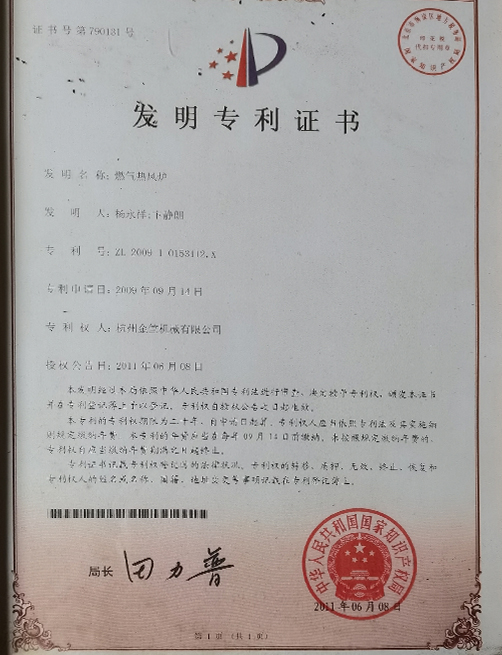 证书号第790131号
发明专利证书
发明名称:燃气热风炉
发明人:杨永祥;卞静朗
专利号:ZL 2009 1 0153112.X
专利申请日:2009年09月14日
专利权人:杭州金竺机械有限公司
授权公告日:2011年06月08日
本发明经过本局依照中华人民共和国专利法进行审查,决定授予专利权,颁发本证书
并在专利登记簿上予以登记。专利权自授权公告之日起生效。
本专利的专利权期限为二十年,自申请日起算。专利权人应当依照专利法及其实施细
则规定缴纳年费。本专利的年费应当在每年09月14日前缴纳。未按照规定缴纳年费的,
专利权自应当缴纳年费期满之日起终止。
专利证书记载专利权登记时的法律状况。专利权的转移、质押、无效、终止、恢复和
专利权人的姓名或名称、国籍、地址变更等事项记载在专利登记簿上。
局长
田力普
中华人民共和国国家知识产权局
2011年06月08日
第1页(共1页)